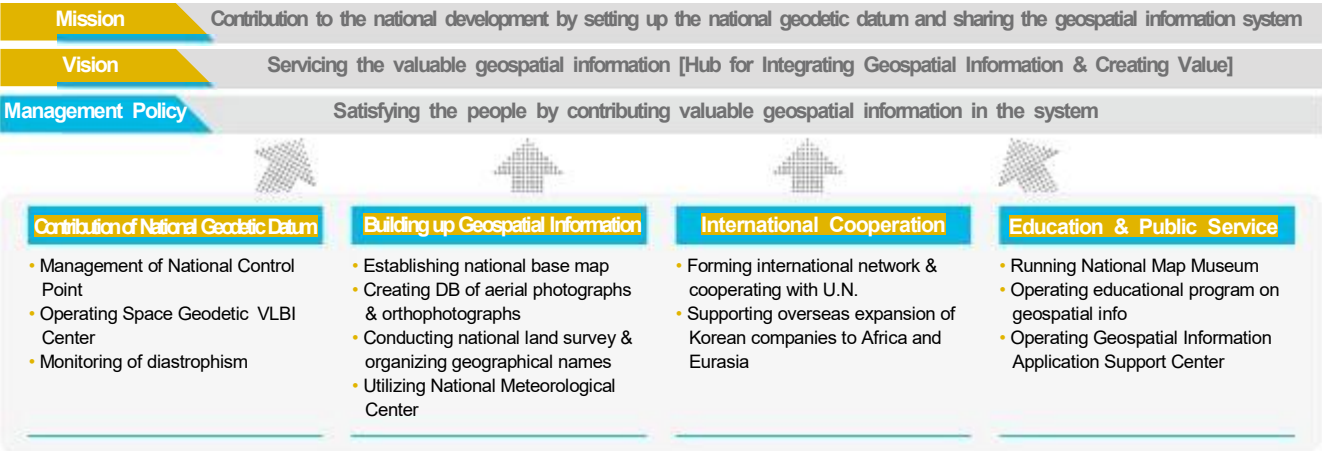 Mission
Contribution to the national development by setting up the national geodetic datum and sharing the geospatial information system
Vision
Servicing the valuable geospatial information [Hub for Integrating Geospatial Information & Creating Value]
Management Policy
Satisfying the people by contributing valuable geospatial information in the system
Contribution of National Geodetic Datum
• Management of National Control
Point
• Operating Space Geodetic VLBI
Center
• Monitoring of diastrophism
Building up Geospatial Information
• Establishing national base map
• Creating DB of aerial photographs
& orthophotographs
• Conducting national land survey &
organizing geographical names
• Utilizing National Meteorological
Center
International Cooperation
• Forming international network &
cooperating with U.N.
• Supporting overseas expansion of
Korean companies to Africa and
Eurasia
Education & Public Service
• Running National Map Museum
• Operating educational program on
geospatial info
• Operating Geospatial Information
Application Support Center